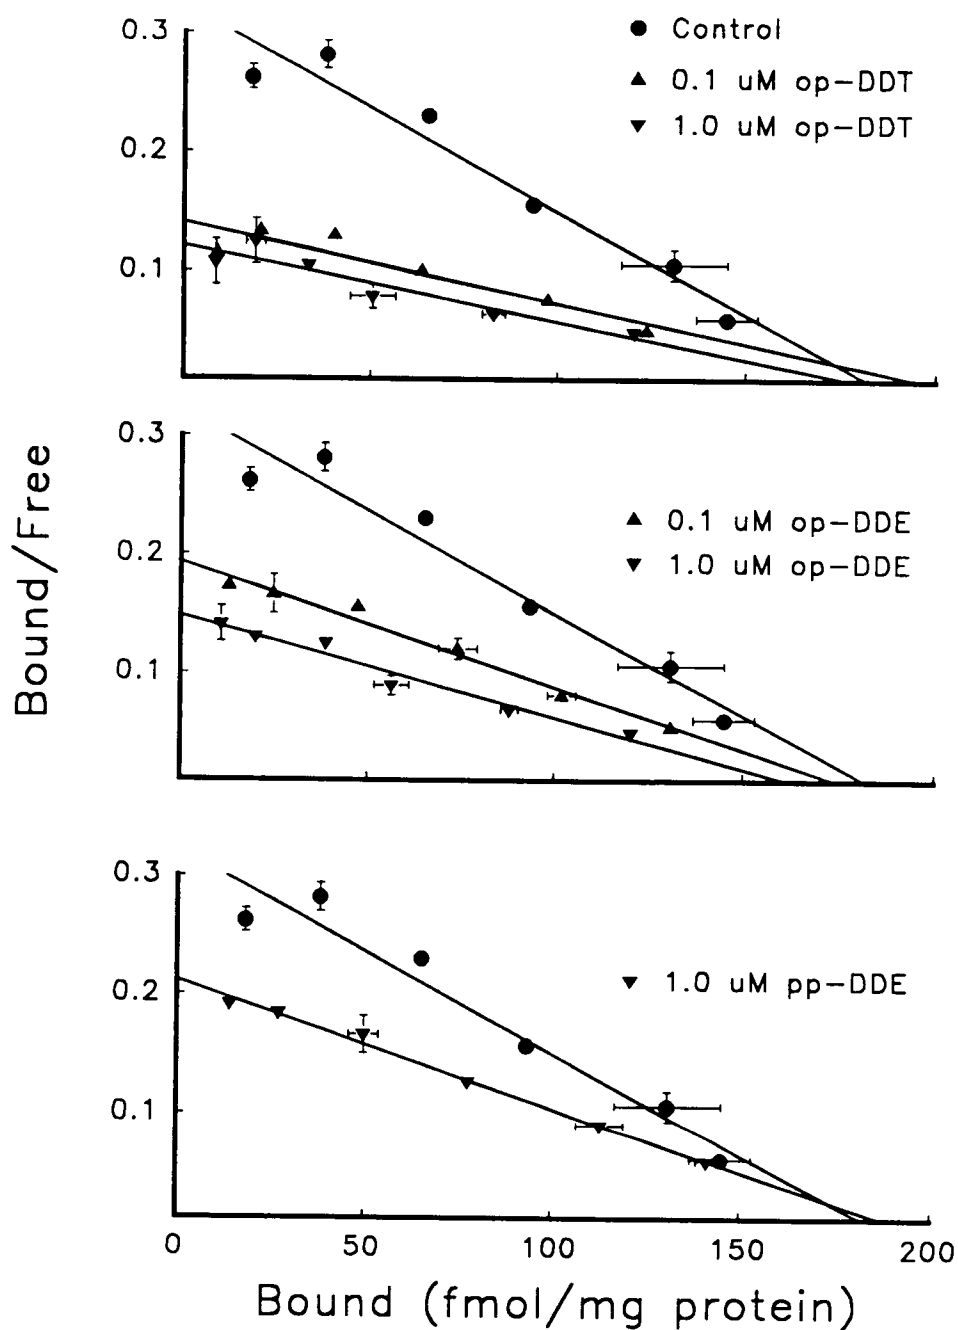 0.3
0.2
0.1
● Control
▲ 0.1 uM op-DDT
▼ 1.0 uM op-DDT
0.3
0.2
0.1
▲ 0.1 uM op-DDE
▼ 1.0 uM op-DDE
Bound/Free
0.3
0.2
0.1
▼ 1.0 uM pp-DDE
0 50 100 150 200
Bound (fmol/mg protein)